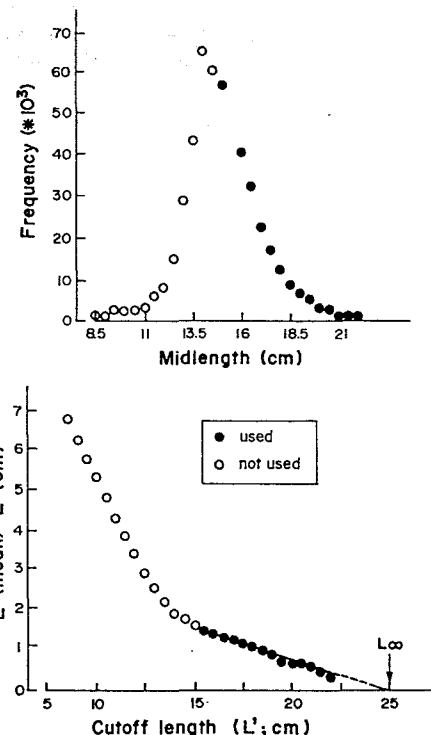 70
60
50
40
30
20
10
0
Frequency (*10³)
8.5 11 13.5 16 18.5 21
Midlength (cm)
7
6
5
4
3
2
1
0
● used
○ not used
L∞
5 10 15 20 25
Cutoff length (L'; cm)